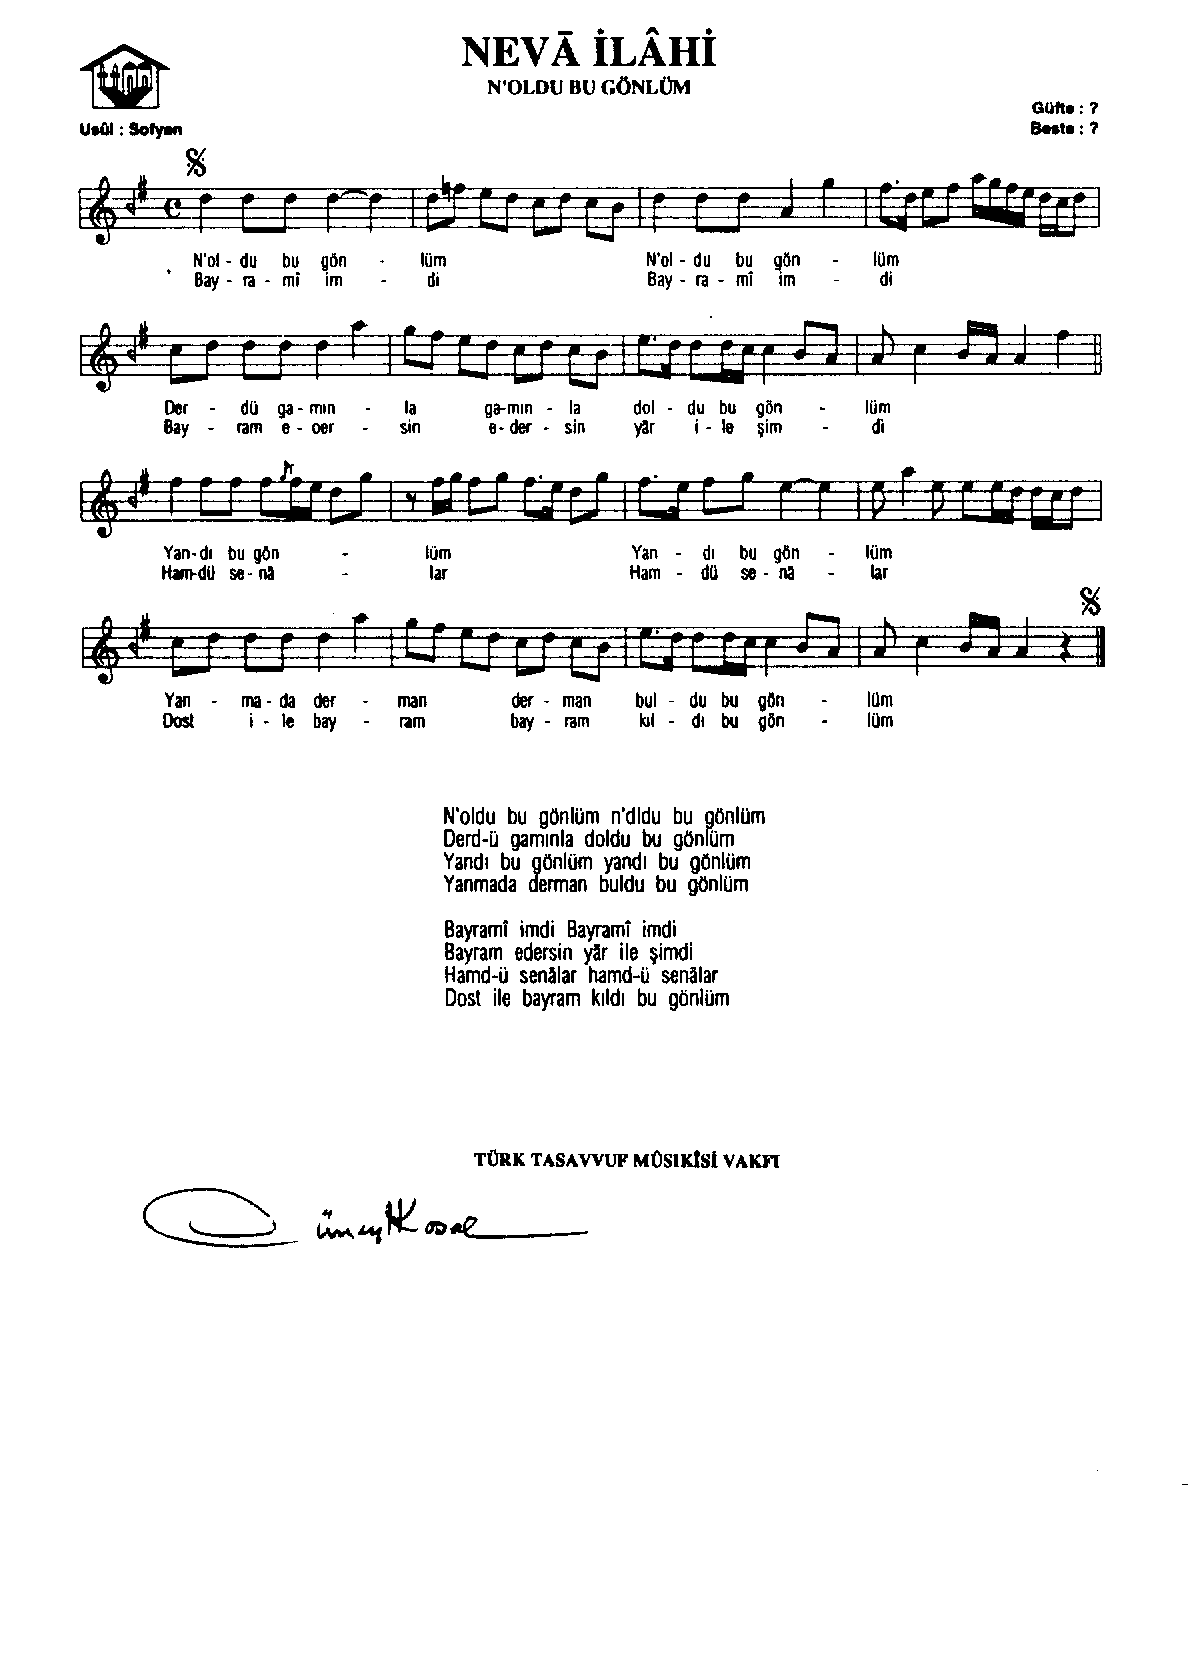 NEVĀ İLÂHİ
N'OLDU BU GÖNLÜM
Güfte : ?
Usûl : Sofyan
Beste : ?
N'ol - du bu gön - lüm N'ol - du bu gön - lüm
Bay - ra - mî im - di Bay - ra - mî im - di
Der - dü ga - mın - la ga - mın - la dol - du bu gön - lüm
Bay - ram e - oer - sin e - der - sin yār i - le şim - di
Yan - dı bu gön - lüm Yan - dı bu gön - lüm
Ham - dü se - nā - lar Ham - dü se - nā - lar
Yan - ma - da der - man der - man bul - du bu gön - lüm
Dost i - le bay - ram bay - ram kıl - dı bu gön - lüm
N'oldu bu gönlüm n'dldu bu gönlüm
Derd-ü gamınla doldu bu gönlüm
Yandı bu gönlüm yandı bu gönlüm
Yanmada derman buldu bu gönlüm
Bayramî imdi Bayramî imdi
Bayram edersin yār ile şimdi
Hamd-ü senālar hamd-ü senālar
Dost ile bayram kıldı bu gönlüm
TÜRK TASAVVUF MÛSIKÎSİ VAKFI
Cüneyt Kosal